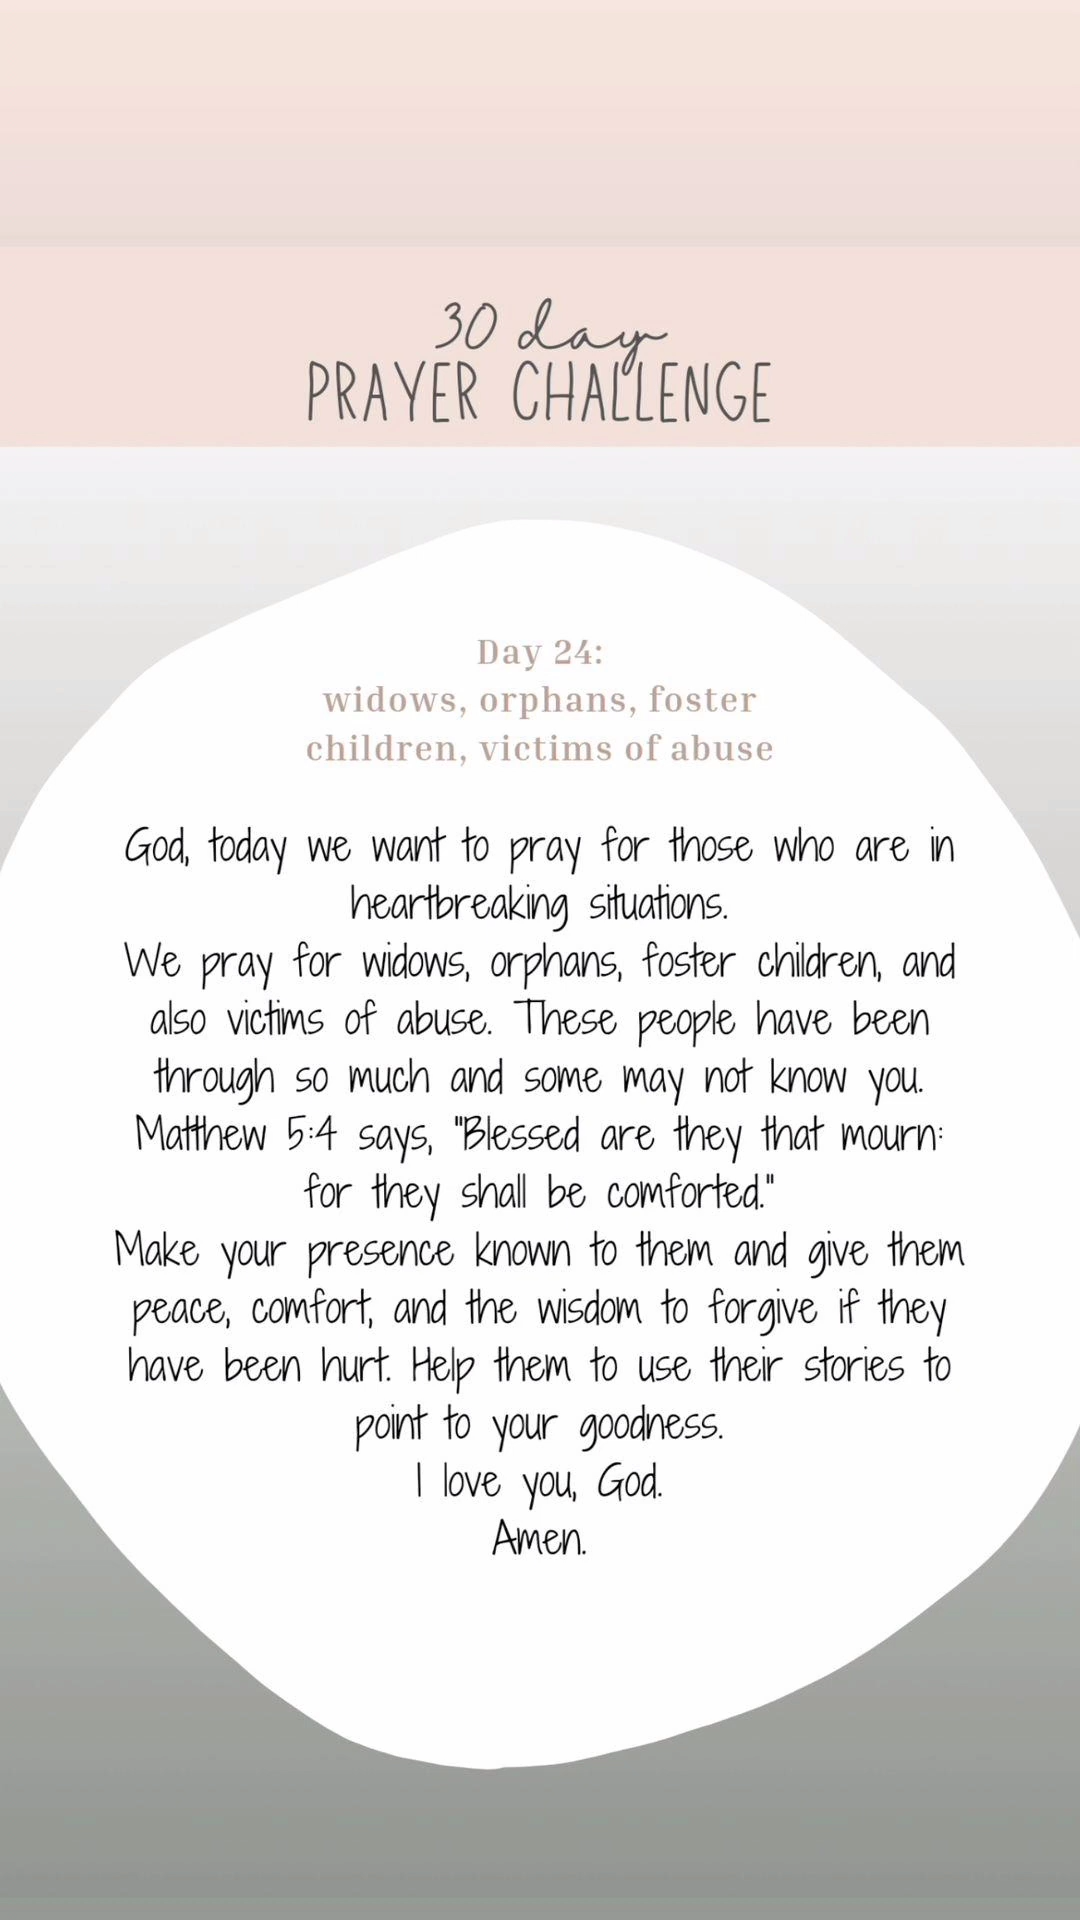 30 day
PRAYER CHALLENGE
Day 24:
widows, orphans, foster
children, victims of abuse
God, today we want to pray for those who are in
heartbreaking situations.
We pray for widows, orphans, foster children, and
also victims of abuse. These people have been
through so much and some may not know you.
Matthew 5:4 says, "Blessed are they that mourn:
for they shall be comforted."
Make your presence known to them and give them
peace, comfort, and the wisdom to forgive if they
have been hurt. Help them to use their stories to
point to your goodness.
I love you, God.
Amen.